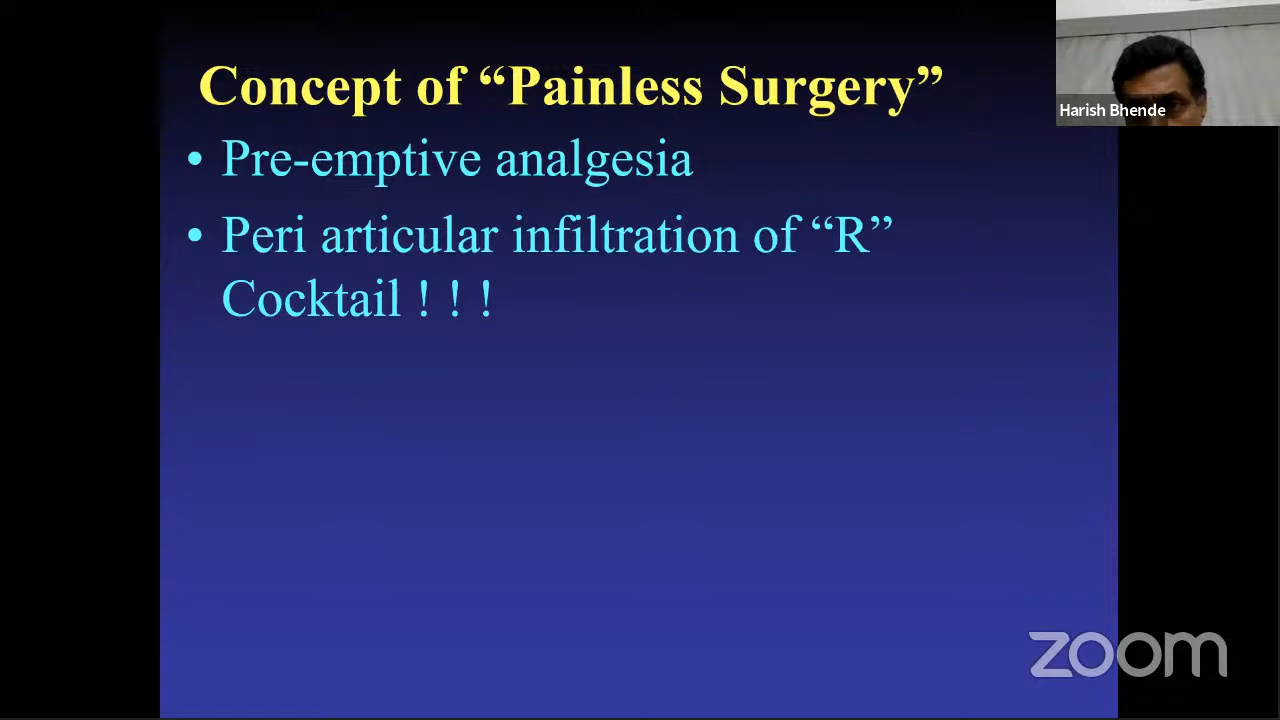 Concept of “Painless Surgery”
• Pre-emptive analgesia
• Peri articular infiltration of “R”
Cocktail ! ! !
Harish Bhende
zoom